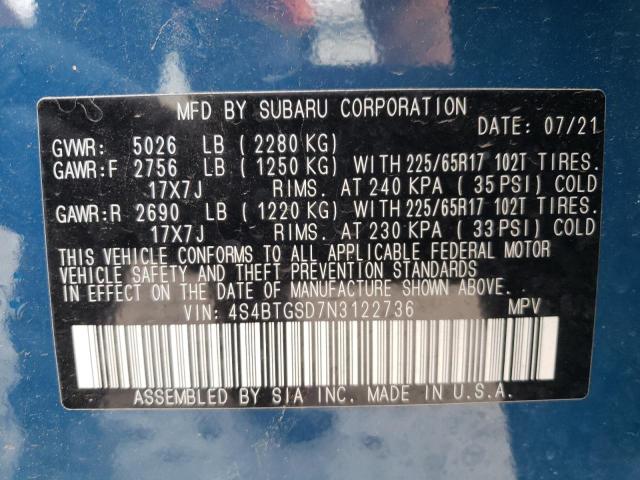 MFD BY SUBARU CORPORATION
DATE: 07/21
GVWR: 5026 LB (2280 KG)
GAWR:F 2756 LB (1250 KG) WITH 225/65R17 102T TIRES.
17X7J RIMS. AT 240 KPA (35 PSI) COLD
GAWR:R 2690 LB (1220 KG) WITH 225/65R17 102T TIRES.
17X7J RIMS. AT 230 KPA (33 PSI) COLD
THIS VEHICLE CONFORMS TO ALL APPLICABLE FEDERAL MOTOR
VEHICLE SAFETY AND THEFT PREVENTION STANDARDS
IN EFFECT ON THE DATE OF MANUFACTURE SHOWN ABOVE.
VIN: 4S4BTGSD7N3122736 MPV
ASSEMBLED BY SIA INC. MADE IN U.S.A.